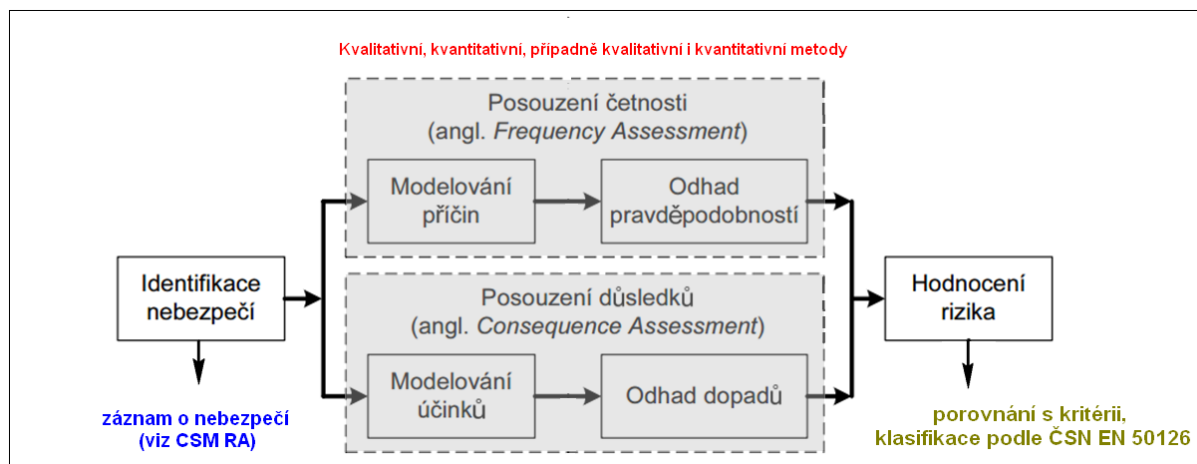 Kvalitativní, kvantitativní, případně kvalitativní i kvantitativní metody
Posouzení četnosti
(angl. Frequency Assessment)
Modelování
příčin
Odhad
pravděpodobností
Identifikace
nebezpečí
Posouzení důsledků
(angl. Consequence Assessment)
Modelování
účinků
Odhad dopadů
Hodnocení
rizika
záznam o nebezpečí
(viz CSM RA)
porovnání s kritérii,
klasifikace podle ČSN EN 50126